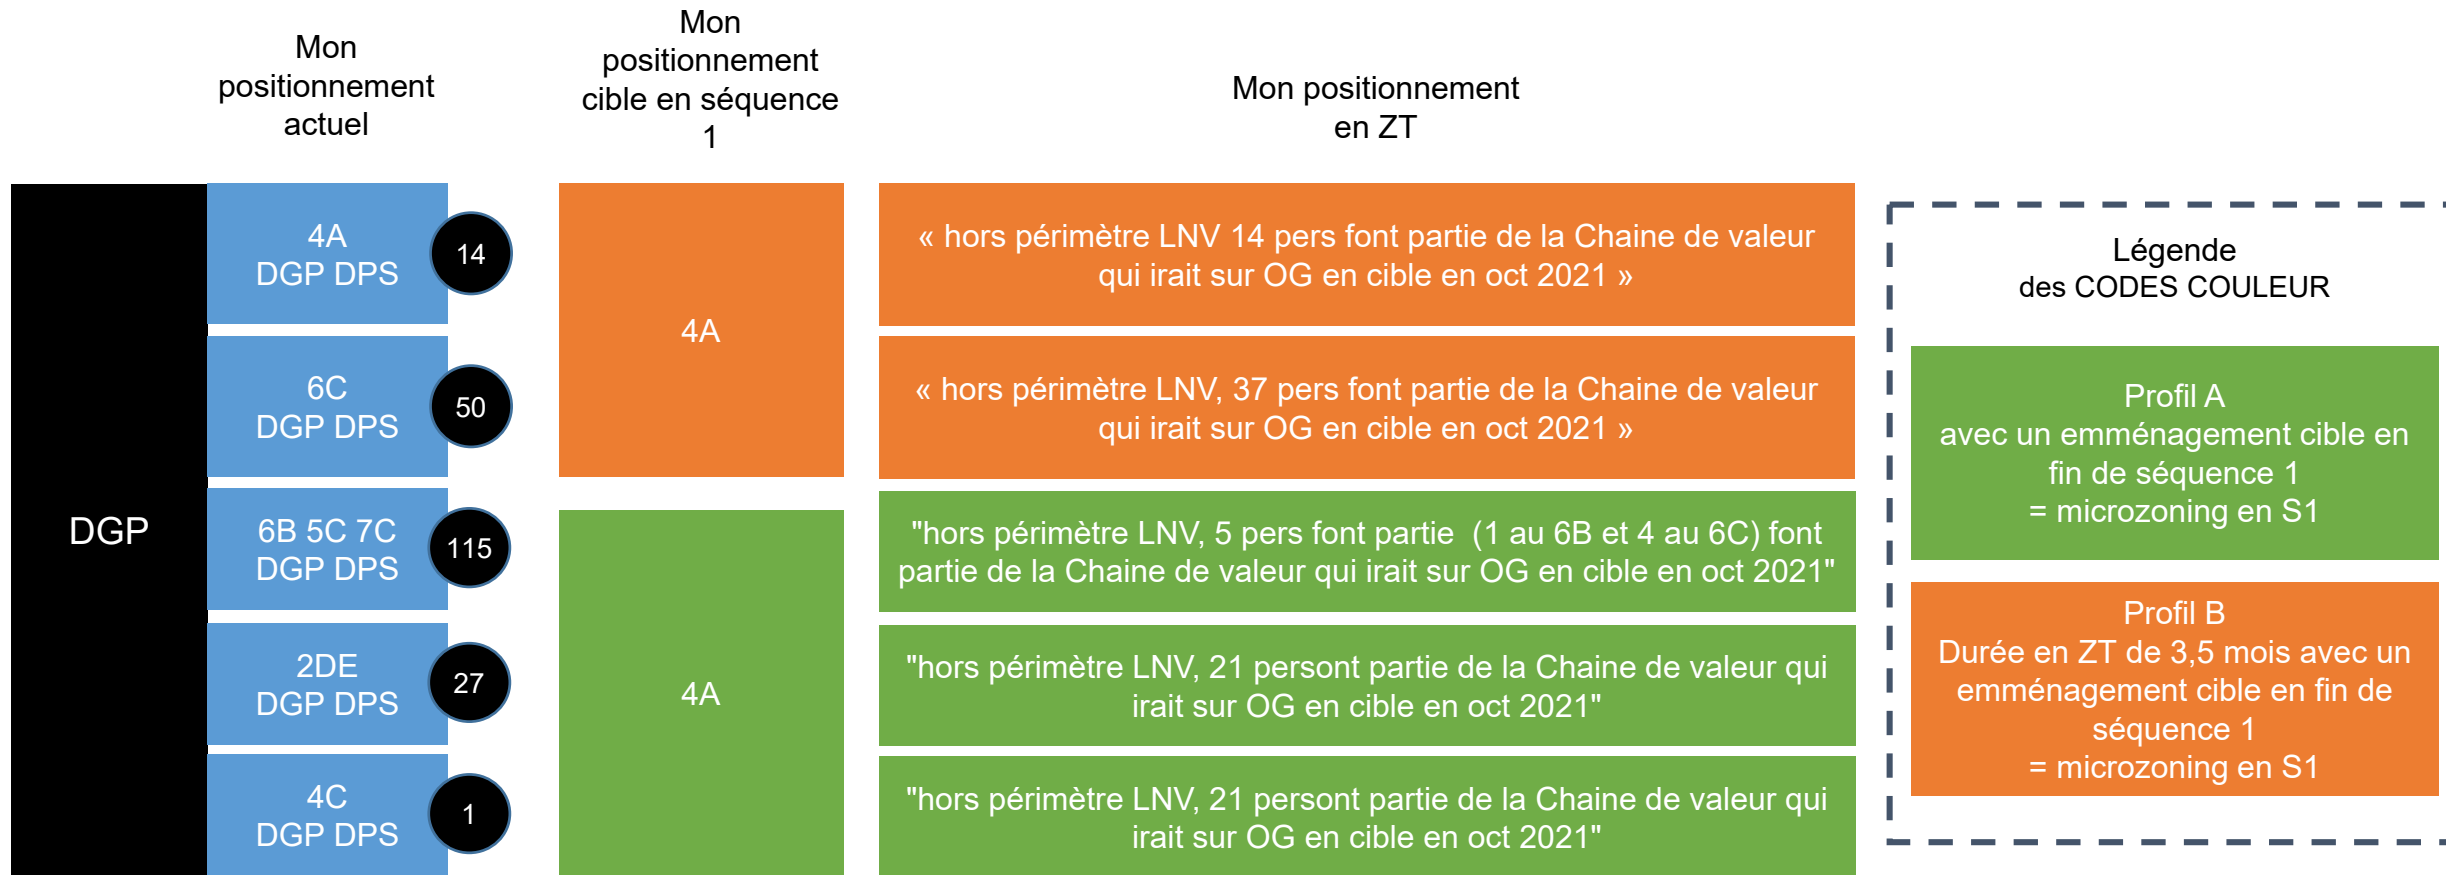 Mon
positionnement
actuel
Mon
positionnement
cible en séquence
1
Mon positionnement
en ZT
DGP
4A
DGP DPS
14
4A
« hors périmètre LNV 14 pers font partie de la Chaine de valeur
qui irait sur OG en cible en oct 2021 »
6C
DGP DPS
50
« hors périmètre LNV, 37 pers font partie de la Chaine de valeur
qui irait sur OG en cible en oct 2021 »
6B 5C 7C
DGP DPS
115
4A
"hors périmètre LNV, 5 pers font partie  (1 au 6B et 4 au 6C) font
partie de la Chaine de valeur qui irait sur OG en cible en oct 2021"
2DE
DGP DPS
27
"hors périmètre LNV, 21 persont partie de la Chaine de valeur qui
irait sur OG en cible en oct 2021"
4C
DGP DPS
1
"hors périmètre LNV, 21 persont partie de la Chaine de valeur qui
irait sur OG en cible en oct 2021"
Légende
des CODES COULEUR
Profil A
avec un emménagement cible en
fin de séquence 1
= microzoning en S1
Profil B
Durée en ZT de 3,5 mois avec un
emménagement cible en fin de
séquence 1
= microzoning en S1